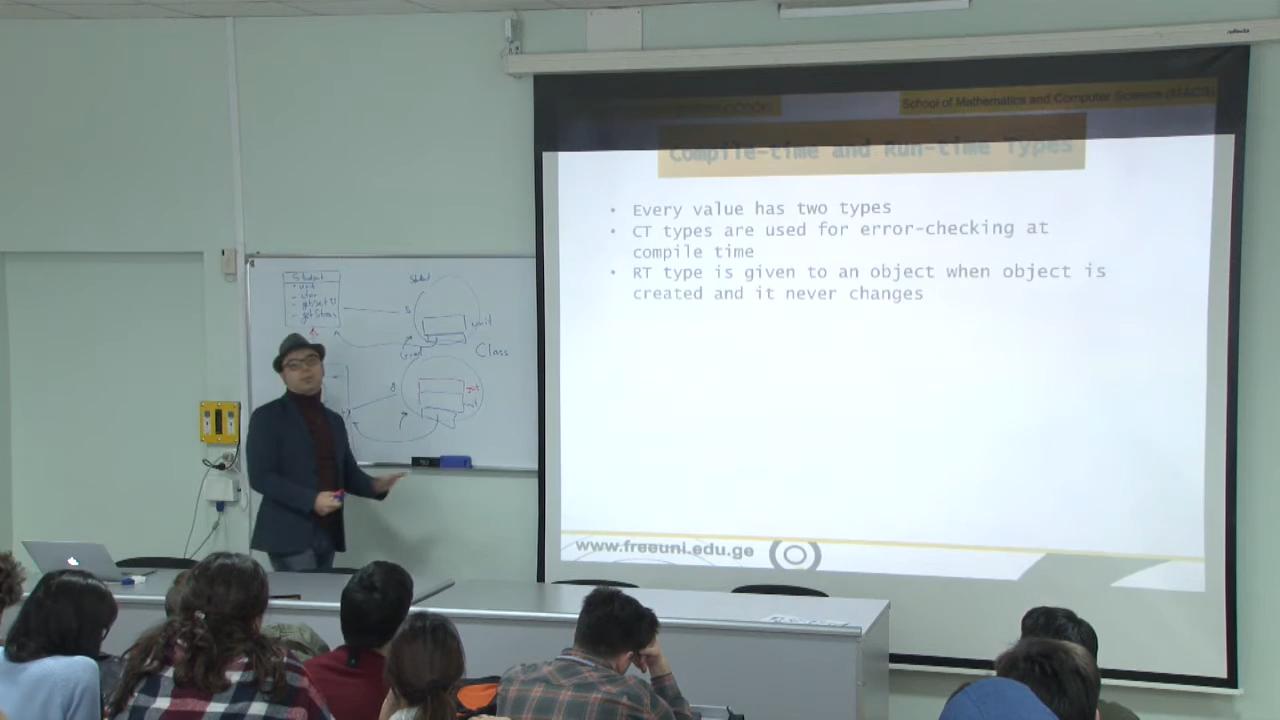 School of Mathematics and Computer Science (MACS)
Compile-time and Run-time Types
• Every value has two types
• CT types are used for error-checking at
compile time
• RT type is given to an object when object is
created and it never changes
www.freeuni.edu.ge
Student
Class